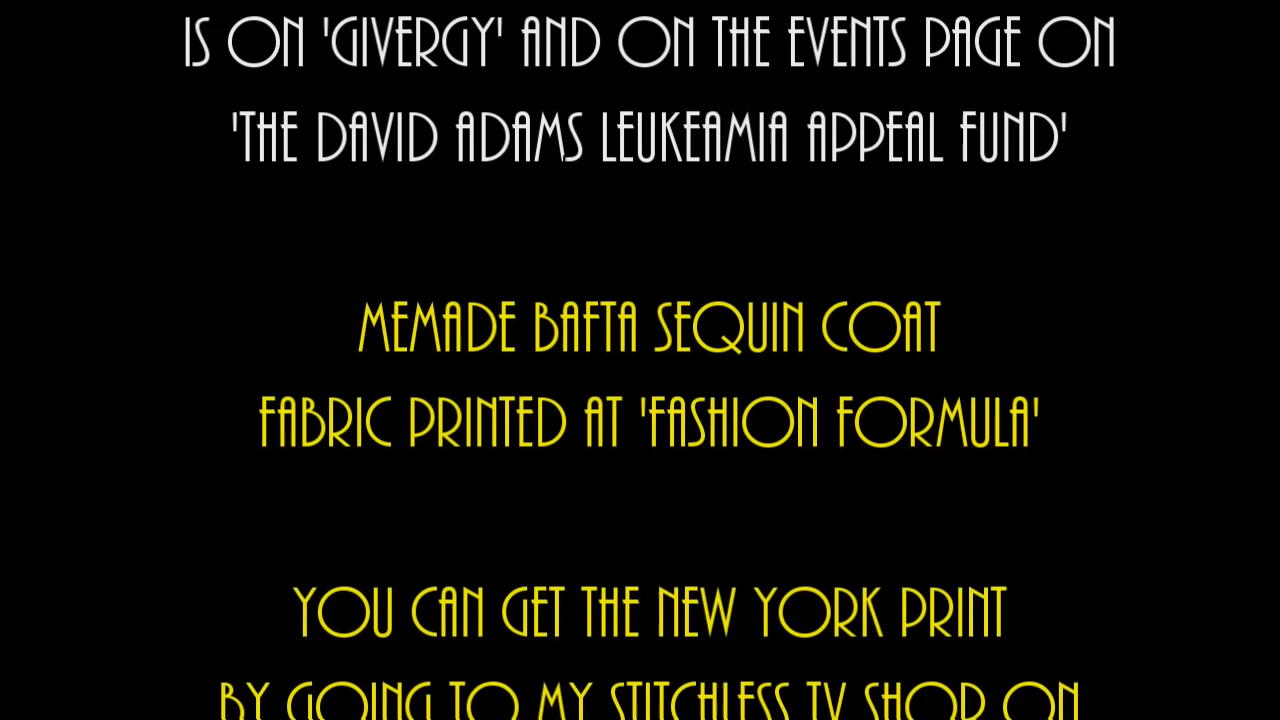 IS ON 'GIVERGY' AND ON THE EVENTS PAGE ON
'THE DAVID ADAMS LEUKEAMIA APPEAL FUND'
MEMADE BAFTA SEQUIN COAT
FABRIC PRINTED AT 'FASHION FORMULA'
YOU CAN GET THE NEW YORK PRINT
BY GOING TO MY STITCHLESS TV SHOP ON